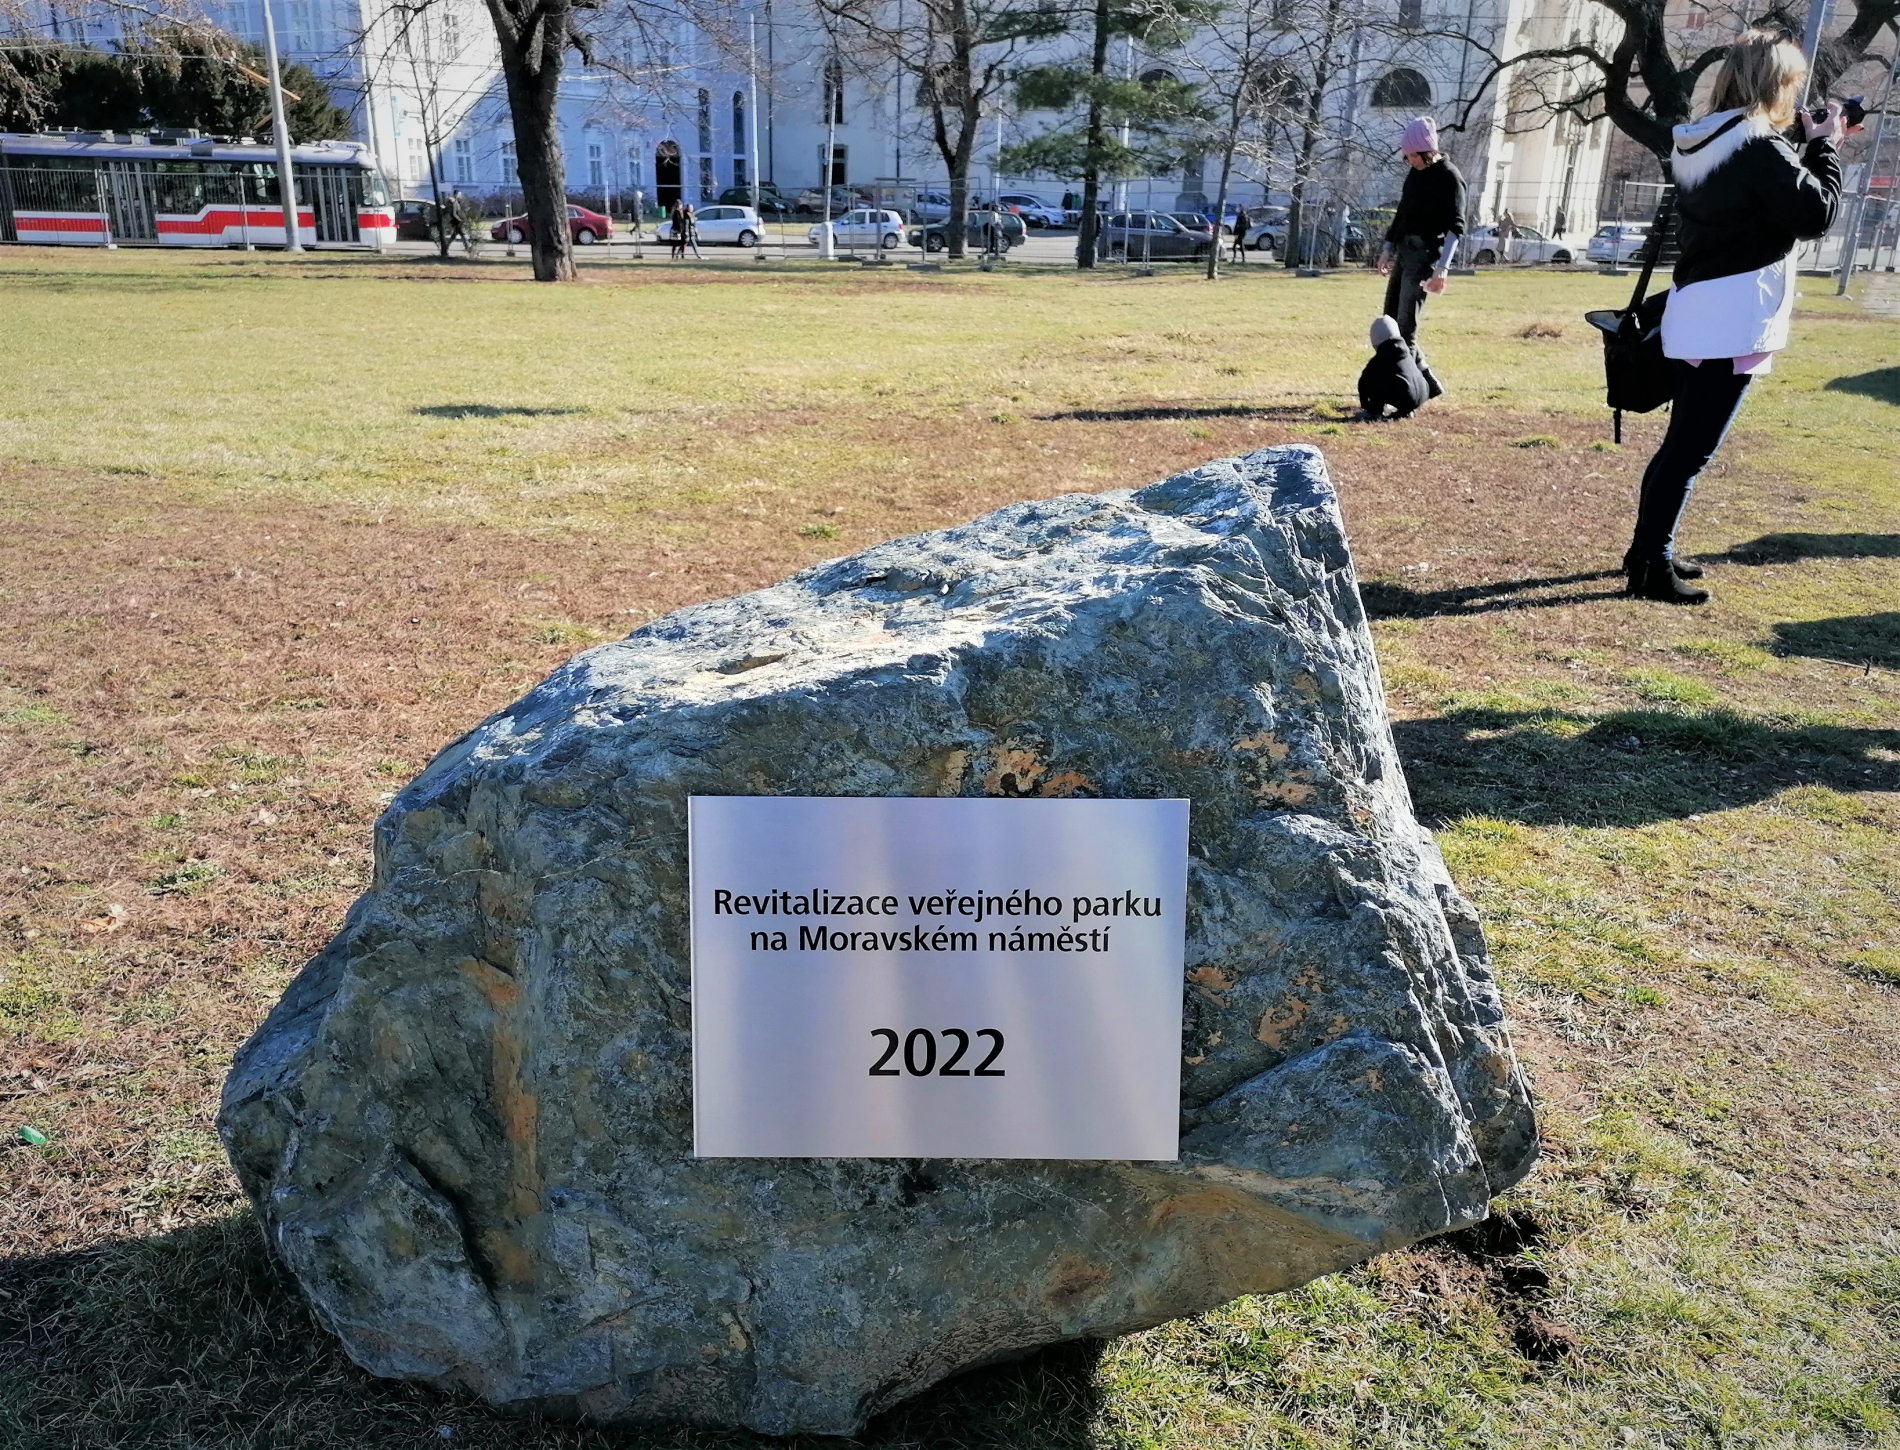 Revitalizace veřejného parku
na Moravském náměstí
2022